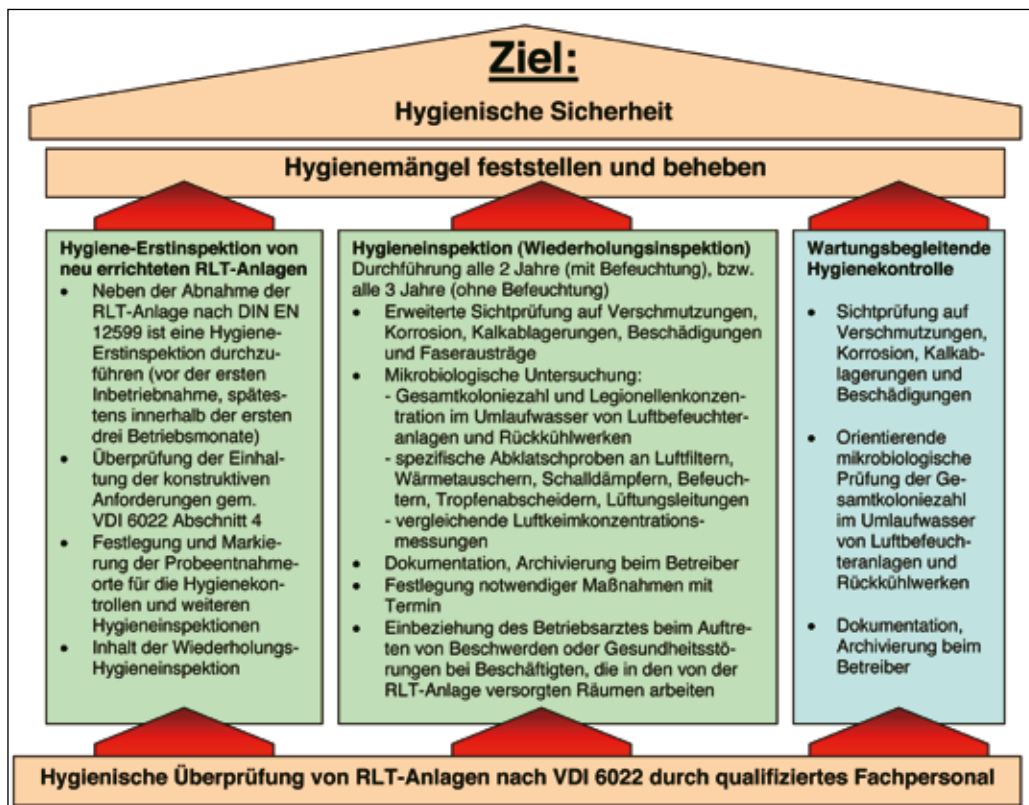 Ziel:
Hygienische Sicherheit
Hygienemängel feststellen und beheben
Hygiene-Erstinspektion von
neu errichteten RLT-Anlagen
• Neben der Abnahme der
RLT-Anlage nach DIN EN
12599 ist eine Hygiene-
Erstinspektion durchzu-
führen (vor der ersten
Inbetriebnahme, späte-
stens innerhalb der ersten
drei Betriebsmonate)
• Überprüfung der Einhal-
tung der konstruktiven
Anforderungen gem.
VDI 6022 Abschnitt 4
• Festlegung und Markie-
rung der Probeentnahme-
orte für die Hygienekon-
trollen und weiteren
Hygieneinspektionen
• Inhalt der Wiederholungs-
Hygieneinspektion
Hygieneinspektion (Wiederholungsinspektion)
Durchführung alle 2 Jahre (mit Befeuchtung), bzw.
alle 3 Jahre (ohne Befeuchtung)
• Erweiterte Sichtprüfung auf Verschmutzungen,
Korrosion, Kalkablagerungen, Beschädigungen
und Faserausträge
• Mikrobiologische Untersuchung:
- Gesamtkoloniezahl und Legionellenkonzen-
tration im Umlaufwasser von Luftbefeuchter-
anlagen und Rückkühlwerken
- spezifische Abklatschproben an Luftfiltern,
Wärmetauschern, Schalldämpfern, Befeuch-
tern, Tropfenabscheidern, Lüftungsleitungen
- vergleichende Luftkeimkonzentrations-
messungen
• Dokumentation, Archivierung beim Betreiber
• Festlegung notwendiger Maßnahmen mit
Termin
• Einbeziehung des Betriebsarztes beim Auftre-
ten von Beschwerden oder Gesundheitsstö-
rungen bei Beschäftigten, die in den von der
RLT-Anlage versorgten Räumen arbeiten
Wartungsbegleitende
Hygienekontrolle
• Sichtprüfung auf
Verschmutzungen,
Korrosion, Kalkab-
lagerungen und
Beschädigungen
• Orientierende
mikrobiologische
Prüfung der Ge-
samtkoloniezahl
im Umlaufwasser
von Luftbefeuch-
teranlagen und
Rückkühlwerken
• Dokumentation,
Archivierung beim
Betreiber
Hygienische Überprüfung von RLT-Anlagen nach VDI 6022 durch qualifiziertes Fachpersonal